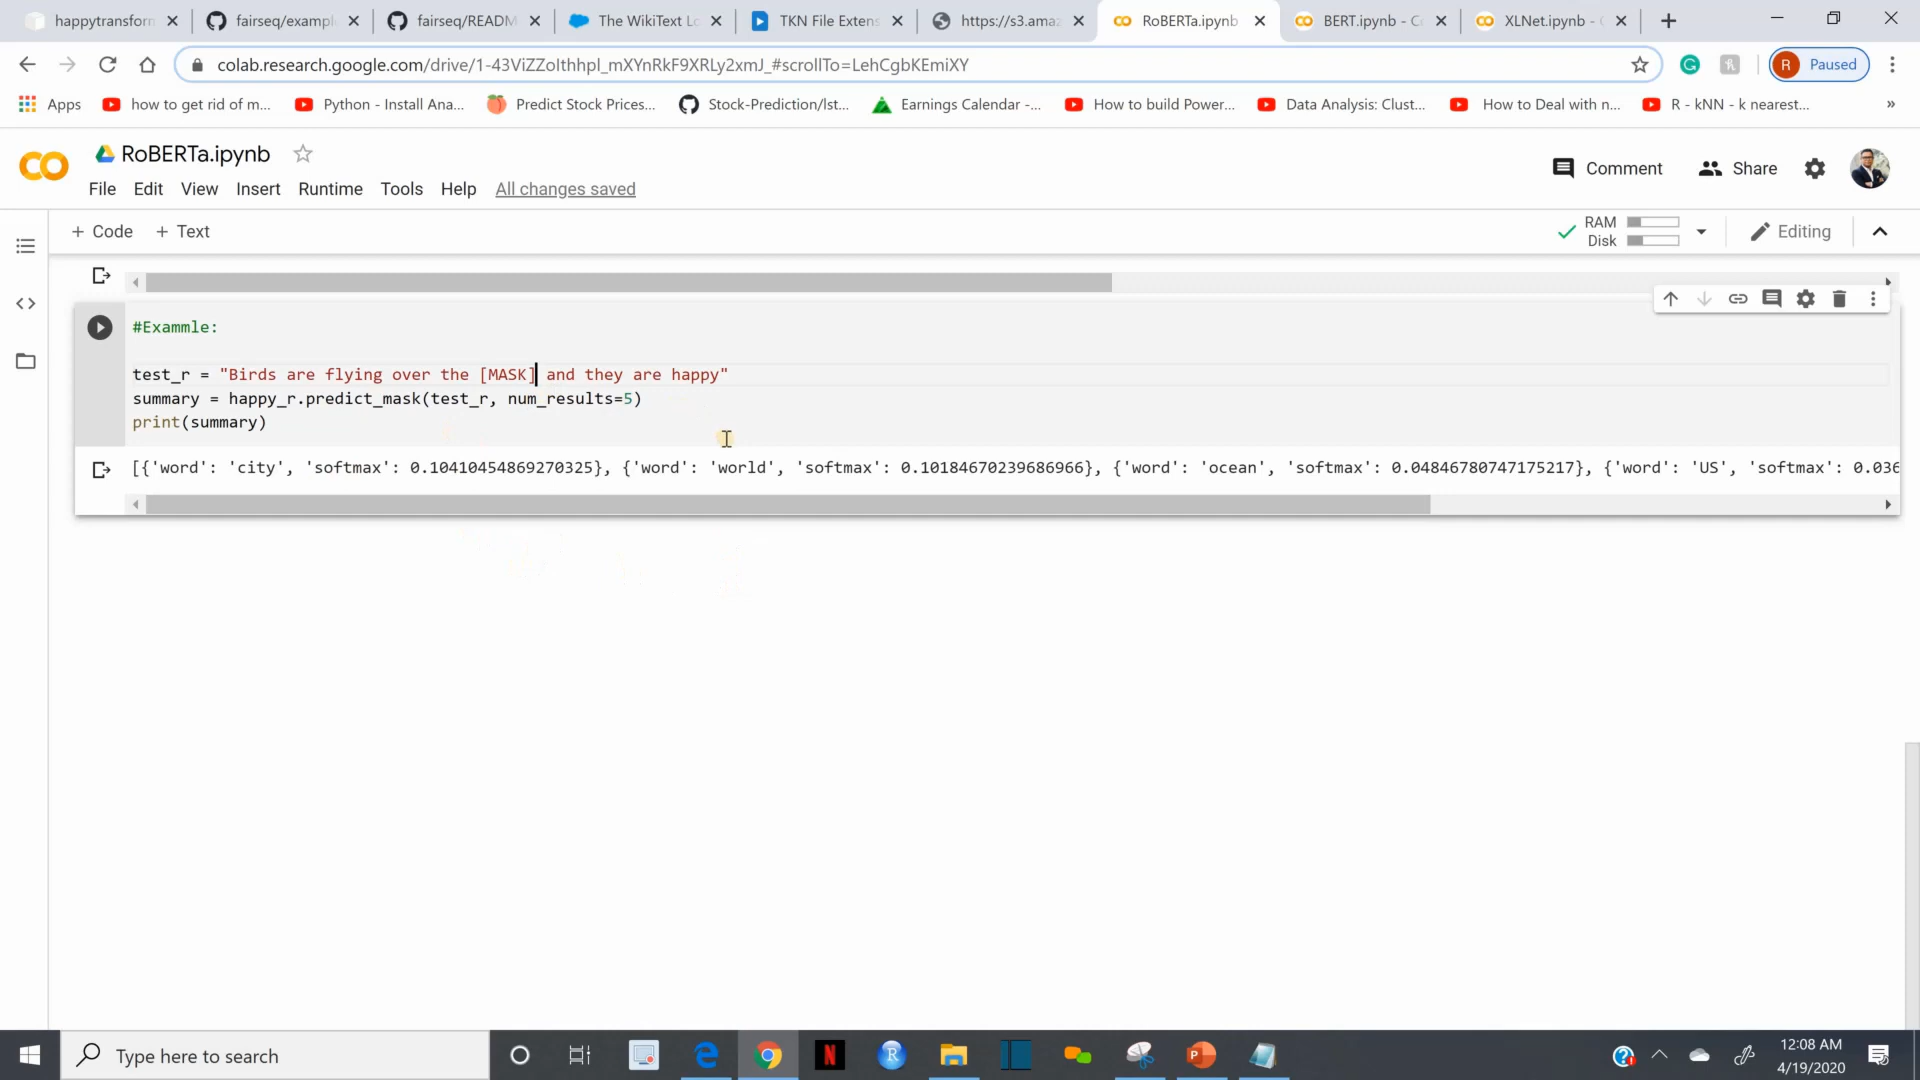 happytransform
fairseq/exampl
fairseq/READM
The WikiText Lo
TKN File Extens
https://s3.amaz
RoBERTa.ipynb
BERT.ipynb - Co
XLNet.ipynb - C
colab.research.google.com/drive/1-43ViZZoIthhpl_mXYnRkF9XRLy2xmJ_#scrollTo=LehCgbKEmiXY
R Paused
Apps
how to get rid of m...
Python - Install Ana...
Predict Stock Prices...
Stock-Prediction/lst...
Earnings Calendar -...
How to build Power...
Data Analysis: Clust...
How to Deal with n...
R - kNN - k nearest...
»
RoBERTa.ipynb
Comment
Share
File Edit View Insert Runtime Tools Help All changes saved
+ Code + Text
RAM
Disk
Editing
#Exammle:
test_r = "Birds are flying over the [MASK] and they are happy"
summary = happy_r.predict_mask(test_r, num_results=5)
print(summary)
[{'word': 'city', 'softmax': 0.10410454869270325}, {'word': 'world', 'softmax': 0.10184670239686966}, {'word': 'ocean', 'softmax': 0.04846780747175217}, {'word': 'US', 'softmax': 0.036
Type here to search
12:08 AM
4/19/2020